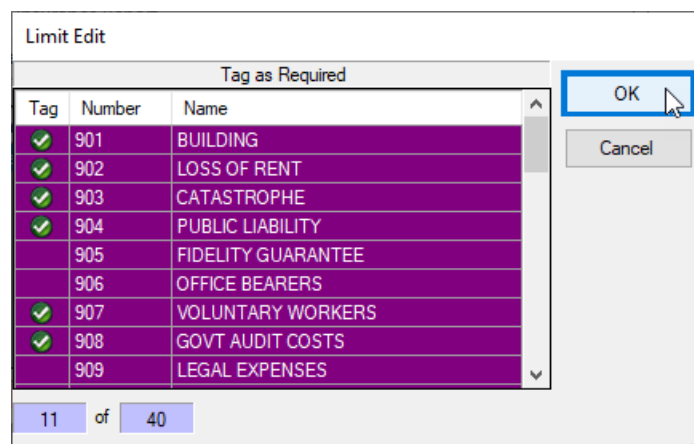 Limit Edit
Tag as Required
OK
Cancel
Tag Number Name
901 BUILDING
902 LOSS OF RENT
903 CATASTROPHE
904 PUBLIC LIABILITY
905 FIDELITY GUARANTEE
906 OFFICE BEARERS
907 VOLUNTARY WORKERS
908 GOVT AUDIT COSTS
909 LEGAL EXPENSES
11 of 40